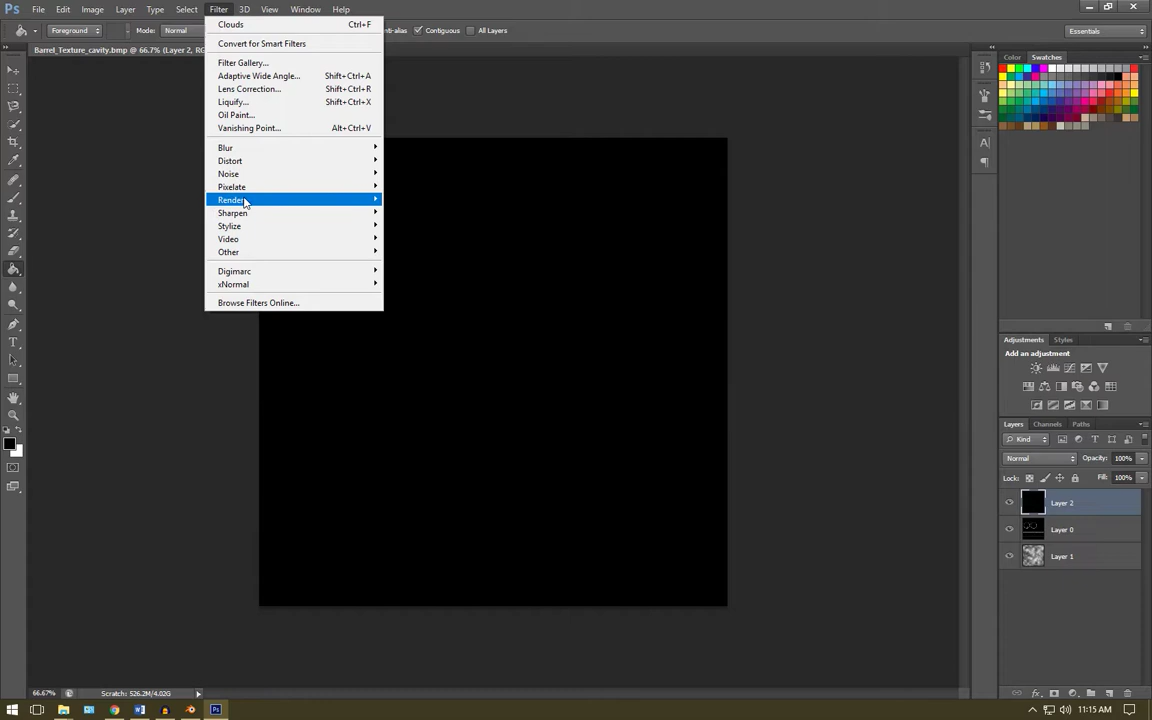 Ps File Edit Image Layer Type Select Filter 3D View Window Help
Foreground Mode: Normal Contiguous All Layers Essentials
Barrel_Texture_cavity.bmp @ 66.7% (Layer 2,
Clouds Ctrl+F
Convert for Smart Filters
Filter Gallery...
Adaptive Wide Angle... Shift+Ctrl+A
Lens Correction... Shift+Ctrl+R
Liquify... Shift+Ctrl+X
Oil Paint...
Vanishing Point... Alt+Ctrl+V
Blur
Distort
Noise
Pixelate
Render
Sharpen
Stylize
Video
Other
Digimarc
xNormal
Browse Filters Online...
Color Swatches
Adjustments Styles
Add an adjustment
Layers Channels Paths
Kind
Normal Opacity: 100%
Lock: Fill: 100%
Layer 2
Layer 0
Layer 1
66.67% Scratch: 526.2M/4.02G
11:15 AM